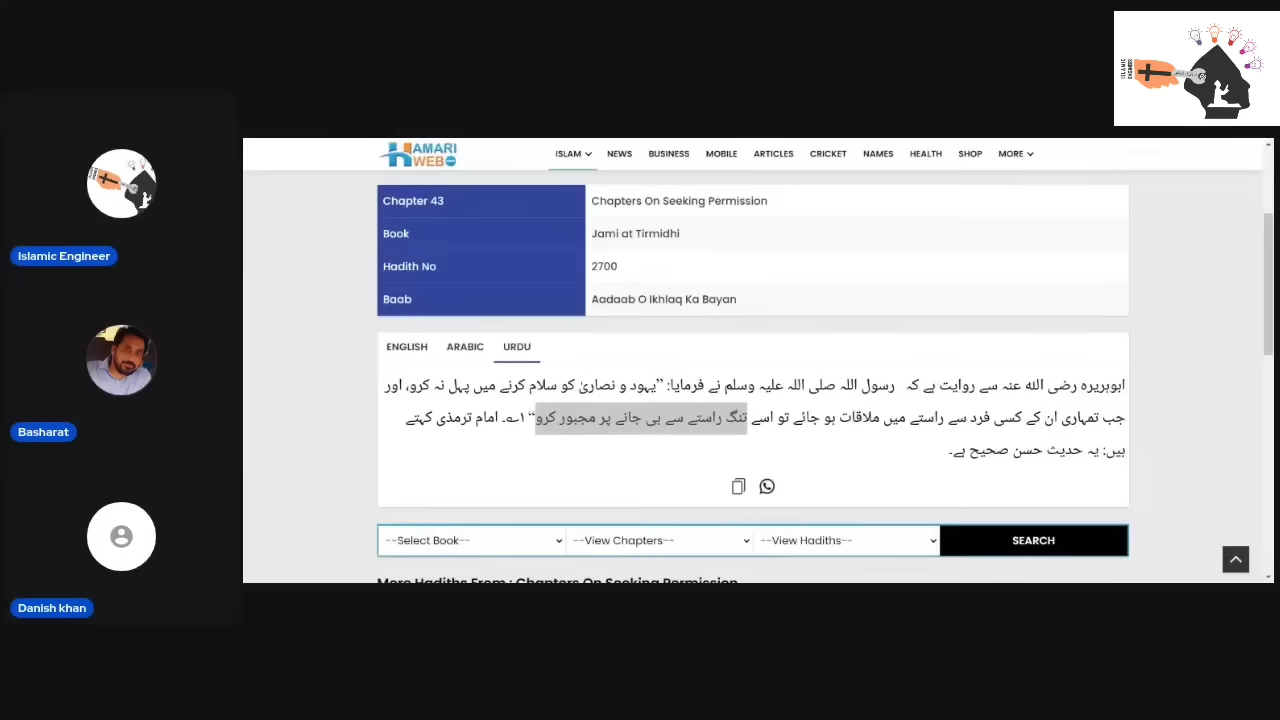 ISLAMIC
ENGINEER
HAMARI
WEB
ISLAM NEWS BUSINESS MOBILE ARTICLES CRICKET NAMES HEALTH SHOP MORE
Chapter 43 Chapters On Seeking Permission
Book Jami at Tirmidhi
Hadith No 2700
Baab Aadaab O Ikhlaq Ka Bayan
ENGLISH ARABIC URDU
ابوہریرہ رضی الله عنہ سے روایت ہے کہ رسول اللہ صلی اللہ علیہ وسلم نے فرمایا: ”یہود و نصاریٰ کو سلام کرنے میں پہل نہ کرو، اور
جب تمہاری ان کے کسی فرد سے راستے میں ملاقات ہو جائے تو اسے تنگ راستے سے ہی جانے پر مجبور کرو“ ۱؎۔ امام ترمذی کہتے
ہیں: یہ حدیث حسن صحیح ہے۔
--Select Book-- --View Chapters-- --View Hadiths-- SEARCH
More Hadiths From : Chapters On Seeking Permission
Islamic Engineer
Basharat
Danish khan